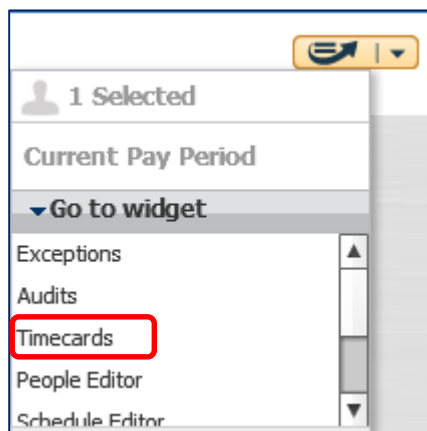 1 Selected
Current Pay Period
Go to widget
Exceptions
Audits
Timecards
People Editor
Schedule Editor